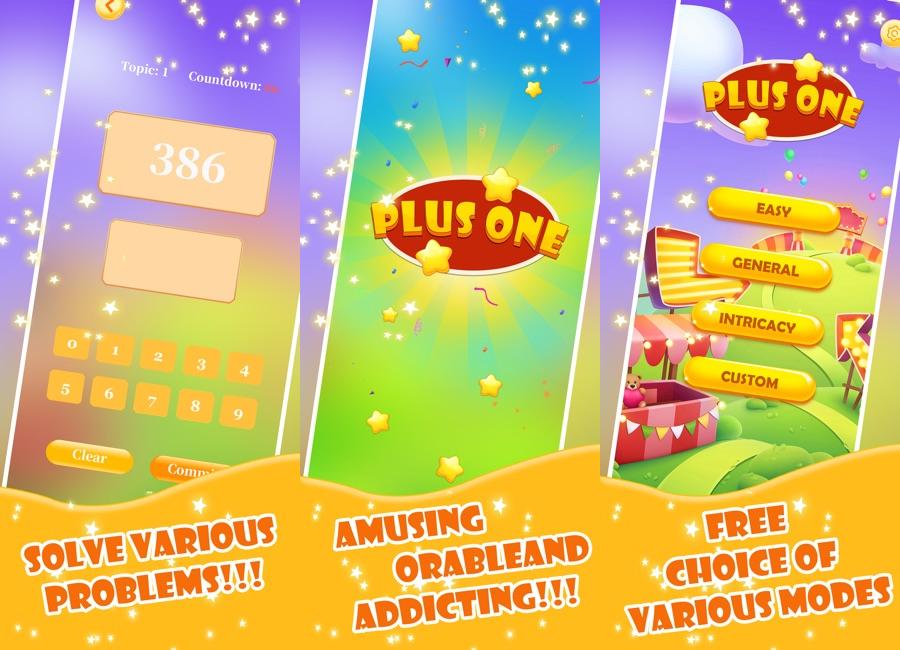 Topic: 1 Countdown:
386
0 1 2 3 4
5 6 7 8 9
Clear
SOLVE VARIOUS
PROBLEMS!!!
PLUS ONE
AMUSING
ORABLEAND
ADDICTING!!!
PLUS ONE
EASY
GENERAL
INTRICACY
CUSTOM
FREE
CHOICE OF
VARIOUS MODES